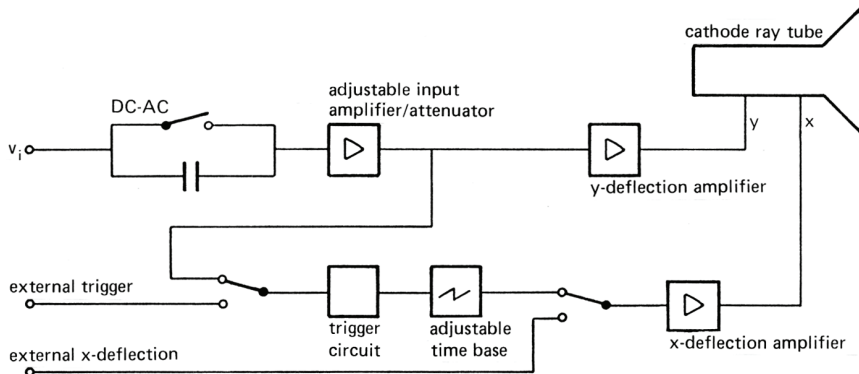 cathode ray tube
DC-AC
adjustable input
amplifier/attenuator
v_i
y
x
y-deflection amplifier
external trigger
trigger
circuit
adjustable
time base
x-deflection amplifier
external x-deflection